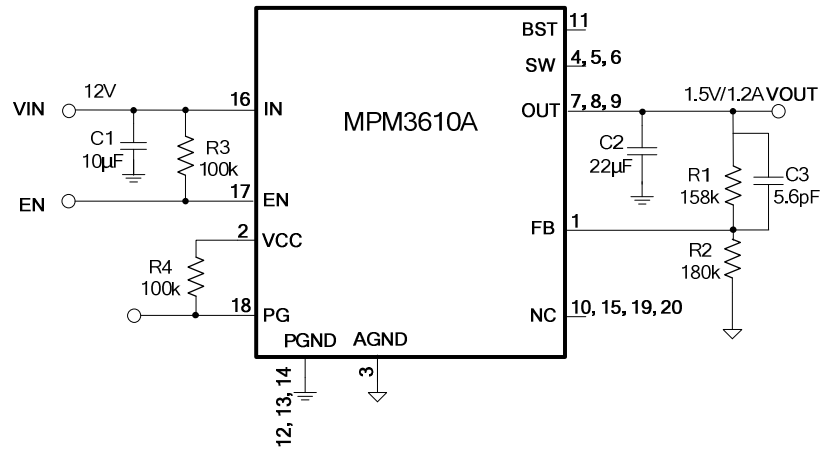 BST 11
SW 4, 5, 6
VIN 12V 16 IN
MPM3610A
OUT 7, 8, 9 1.5V/1.2A VOUT
C1
10µF
R3
100k
C2
22µF
R1
158k
C3
5.6pF
EN 17 EN
2 VCC
FB 1
R4
100k
R2
180k
18 PG
NC 10, 15, 19, 20
PGND AGND
12, 13, 14
3